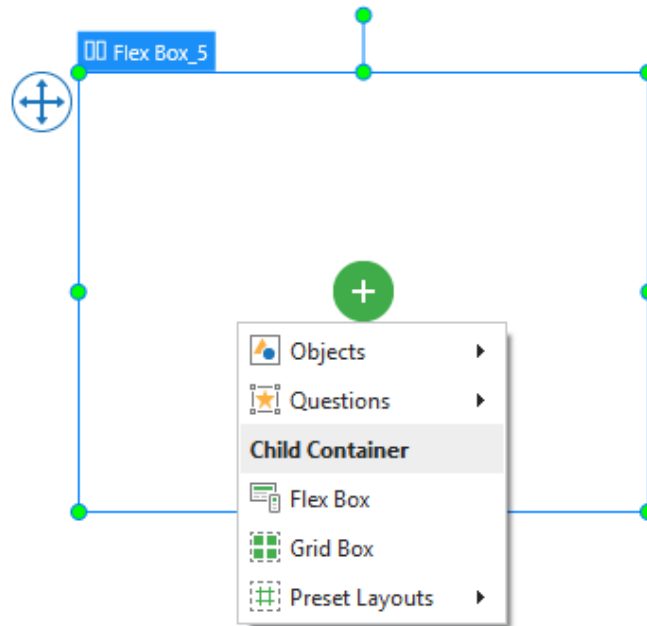 Flex Box_5
Objects
Questions
Child Container
Flex Box
Grid Box
Preset Layouts